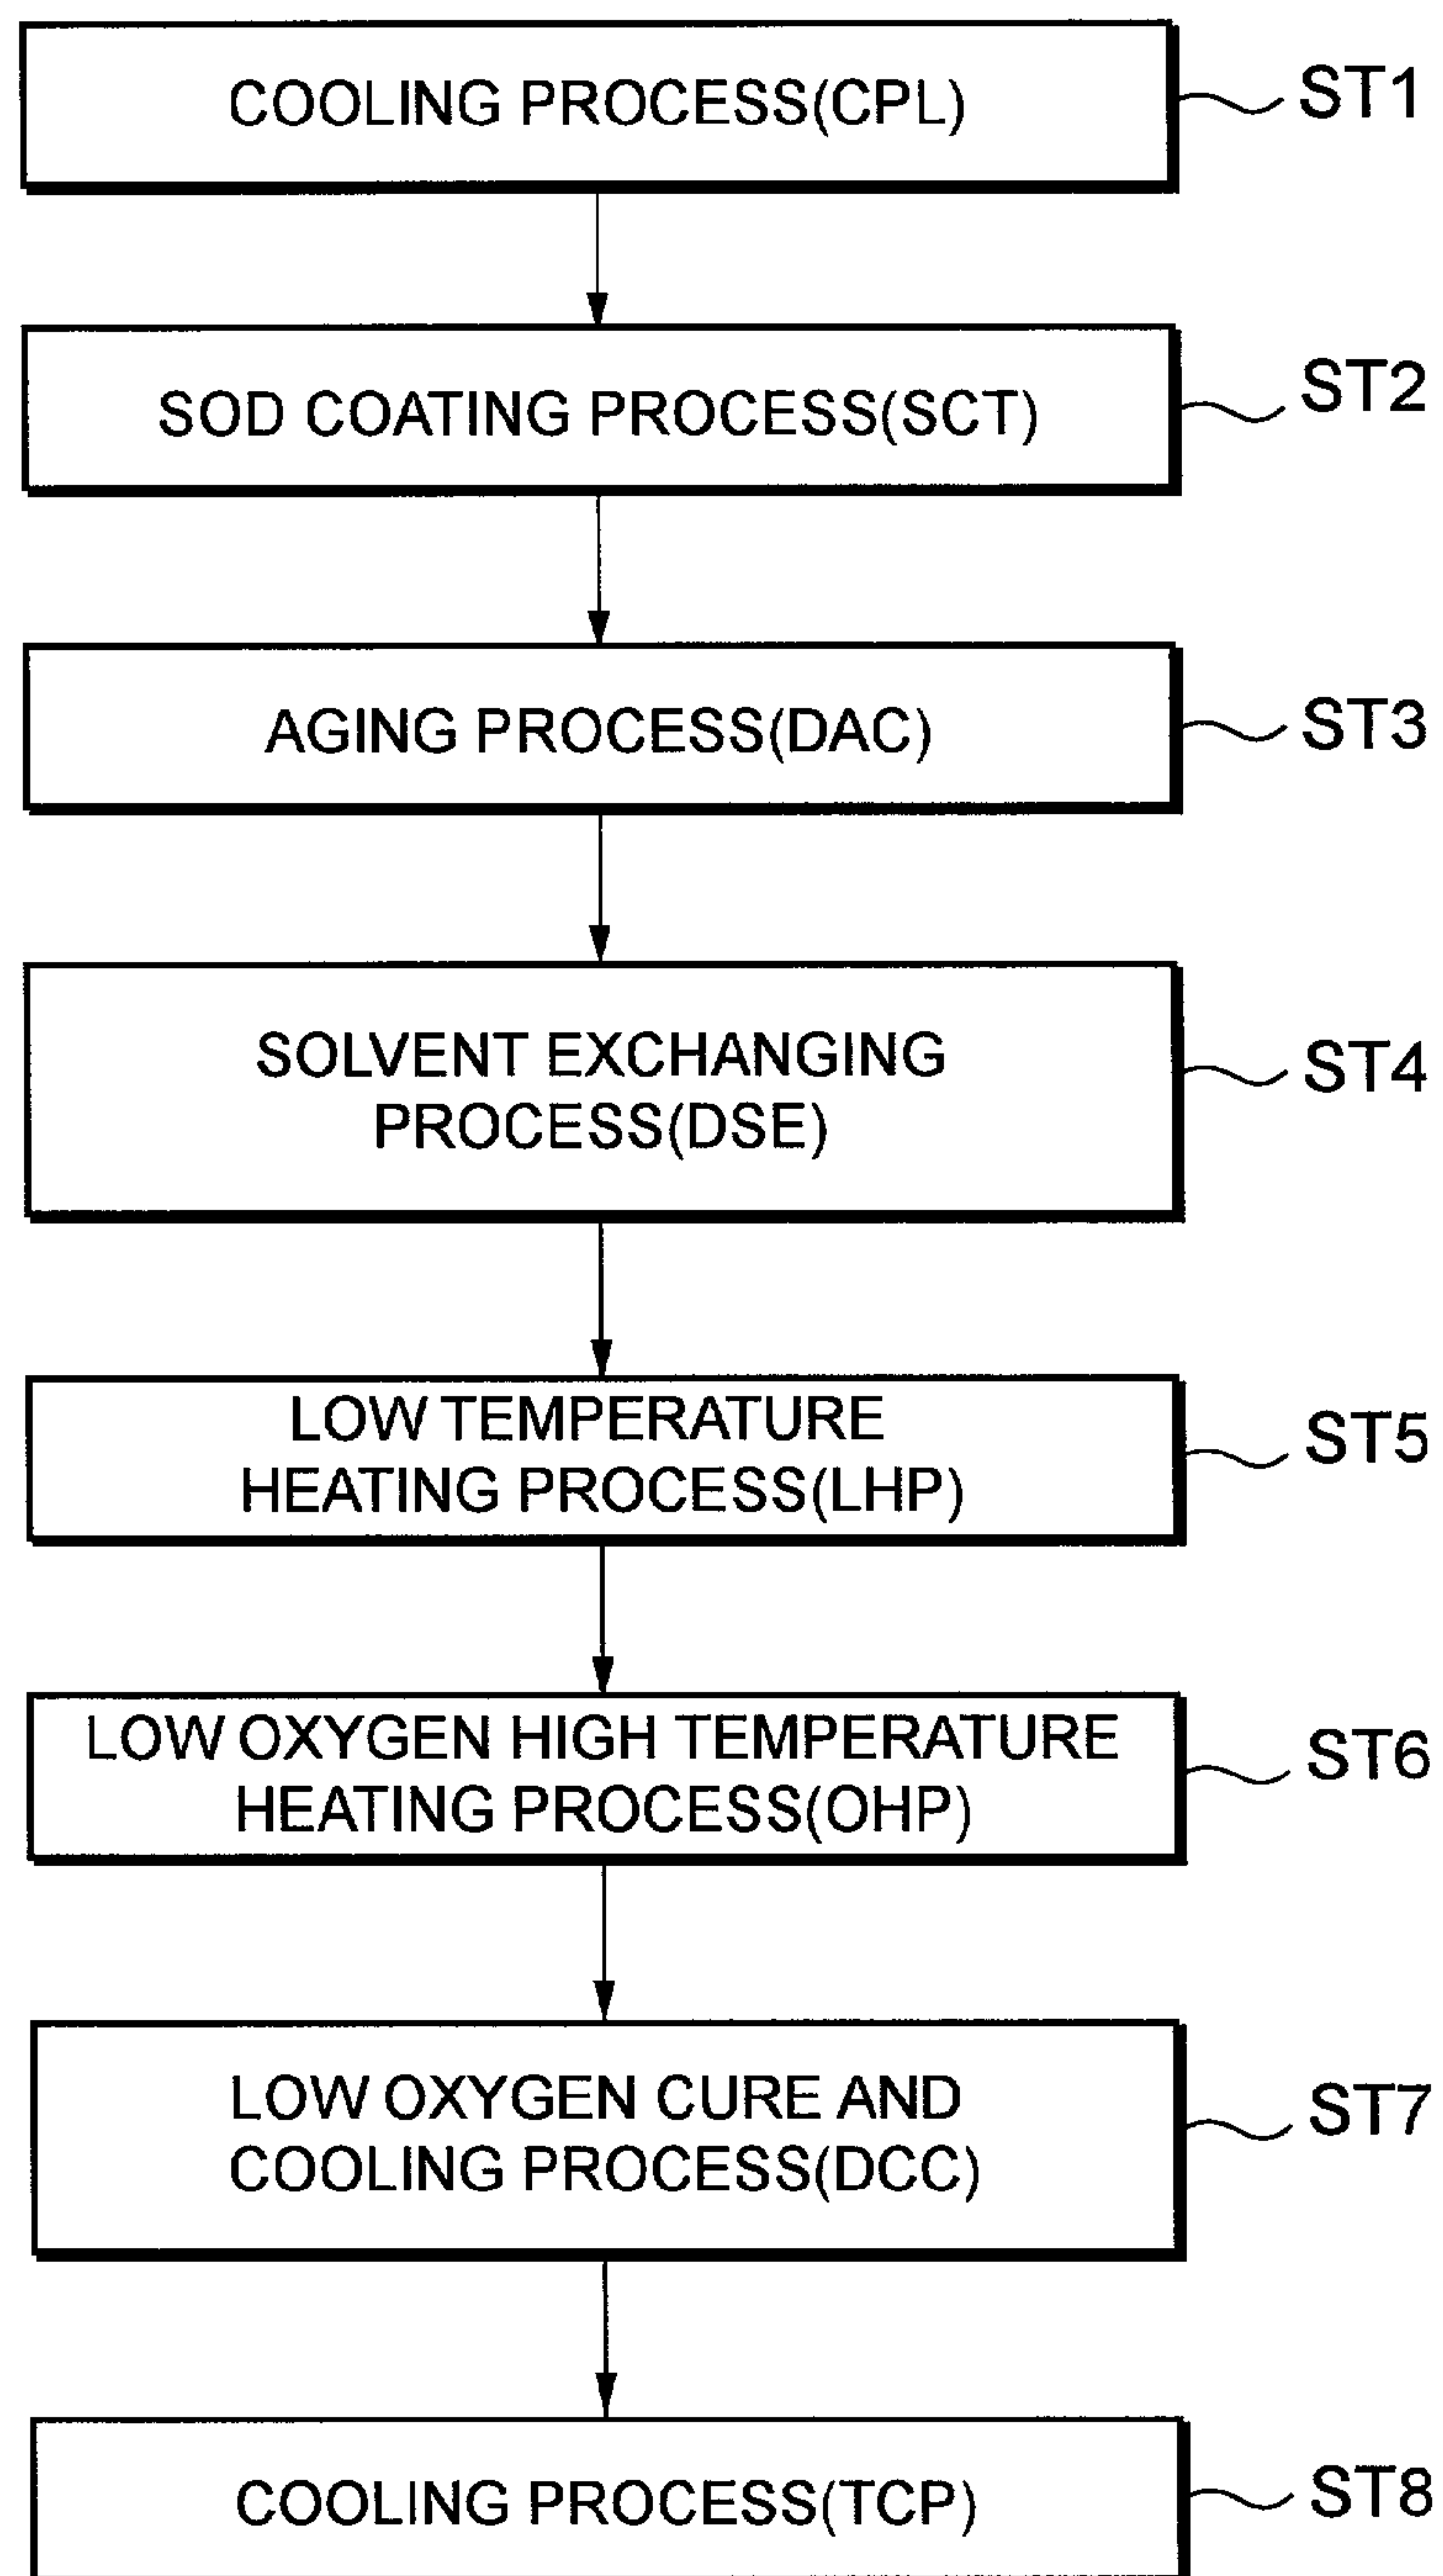 COOLING PROCESS(CPL)
ST1
SOD COATING PROCESS(SCT)
ST2
AGING PROCESS(DAC)
ST3
SOLVENT EXCHANGING
PROCESS(DSE)
ST4
LOW TEMPERATURE
HEATING PROCESS(LHP)
ST5
LOW OXYGEN HIGH TEMPERATURE
HEATING PROCESS(OHP)
ST6
LOW OXYGEN CURE AND
COOLING PROCESS(DCC)
ST7
COOLING PROCESS(TCP)
ST8